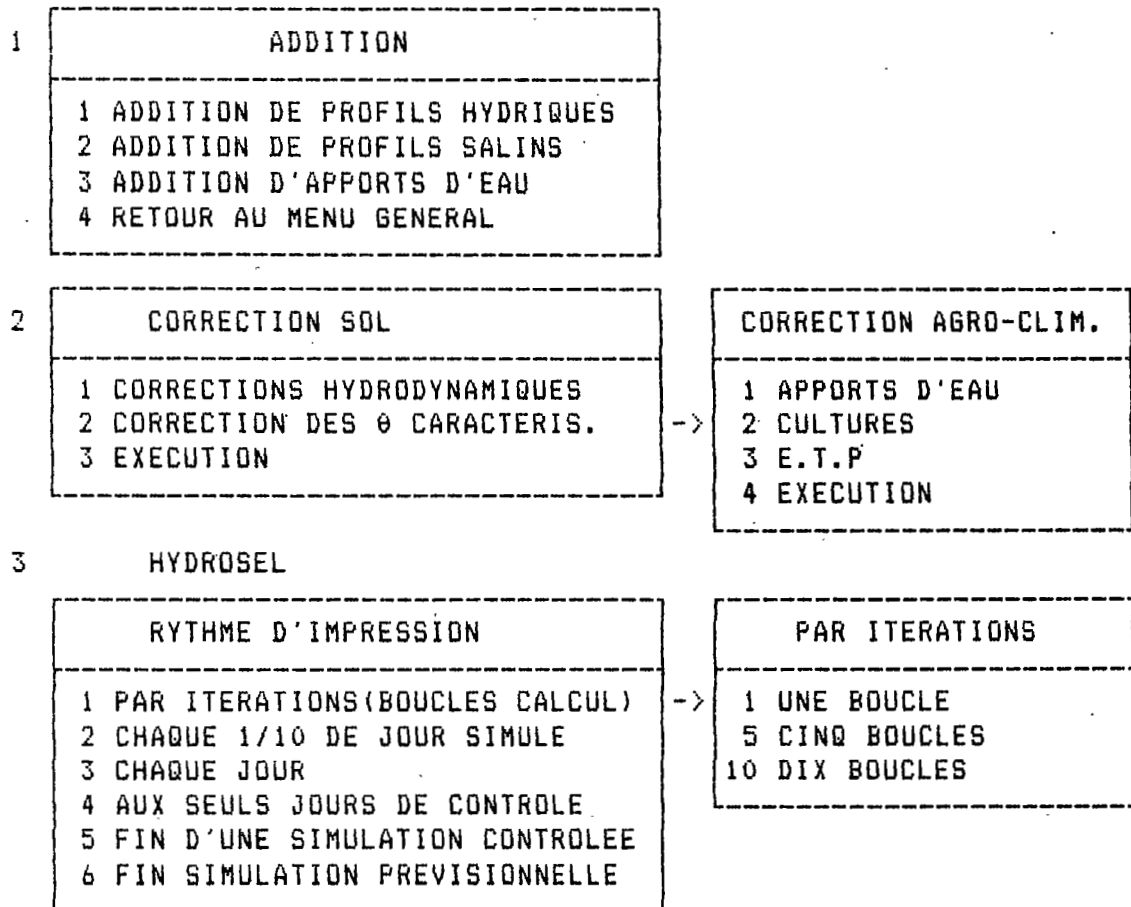 1 ADDITION
1 ADDITION DE PROFILS HYDRIQUES
2 ADDITION DE PROFILS SALINS
3 ADDITION D'APPORTS D'EAU
4 RETOUR AU MENU GENERAL
2 CORRECTION SOL
1 CORRECTIONS HYDRODYNAMIQUES
2 CORRECTION DES θ CARACTERIS.
3 EXECUTION
->
CORRECTION AGRO-CLIM.
1 APPORTS D'EAU
2 CULTURES
3 E.T.P
4 EXECUTION
3 HYDROSEL
RYTHME D'IMPRESSION
1 PAR ITERATIONS(BOUCLES CALCUL)
2 CHAQUE 1/10 DE JOUR SIMULE
3 CHAQUE JOUR
4 AUX SEULS JOURS DE CONTROLE
5 FIN D'UNE SIMULATION CONTROLEE
6 FIN SIMULATION PREVISIONNELLE
->
PAR ITERATIONS
1 UNE BOUCLE
5 CINQ BOUCLES
10 DIX BOUCLES